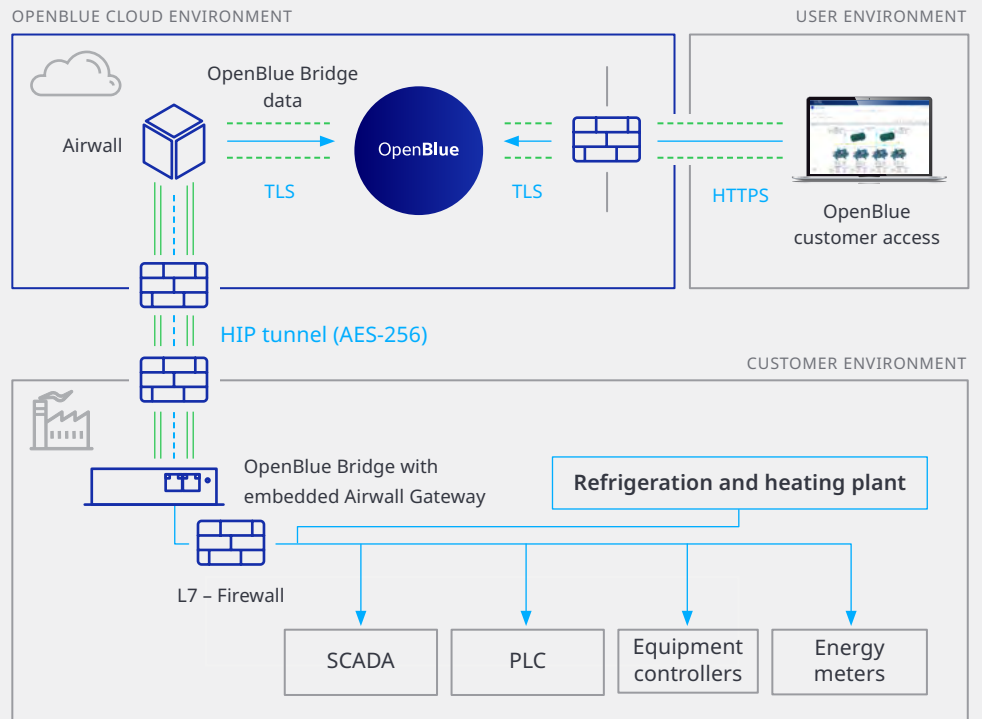 OPENBLUE CLOUD ENVIRONMENT
USER ENVIRONMENT
OpenBlue Bridge
data
Airwall
OpenBlue
TLS
TLS
HTTPS
OpenBlue
customer access
HIP tunnel (AES-256)
CUSTOMER ENVIRONMENT
OpenBlue Bridge with
embedded Airwall Gateway
Refrigeration and heating plant
L7 – Firewall
SCADA
PLC
Equipment
controllers
Energy
meters